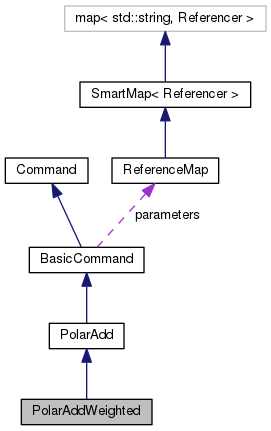 map< std::string, Referencer >
SmartMap< Referencer >
Command
ReferenceMap
parameters
BasicCommand
PolarAdd
PolarAddWeighted